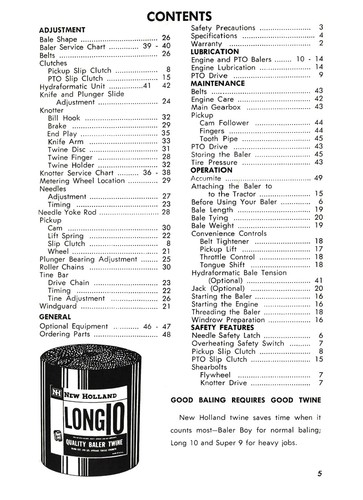 CONTENTS
ADJUSTMENT
Bale Shape ........................ 26
Baler Service Chart ............... 39 - 40
Belts ............................. 26
Clutches
Pickup Slip Clutch ................ 8
PTO Slip Clutch ................... 15
Hydraformatic Unit ............41 42
Knife and Plunger Slide
Adjustment ........................ 24
Knotter
Bill Hook ......................... 32
Brake ............................. 29
End Play .......................... 35
Knife Arm ......................... 33
Twine Disc ........................ 31
Twine Finger ...................... 28
Twine Holder ...................... 32
Knotter Service Chart ............. 36 - 38
Metering Wheel Location ........... 29
Needles
Adjustment ........................ 27
Timing ............................ 23
Needle Yoke Rod ................... 28
Pickup
Cam ............................... 30
Lift Spring ....................... 22
Slip Clutch ....................... 8
Wheel ............................. 21
Plunger Bearing Adjustment ........ 25
Roller Chains ..................... 30
Tine Bar
Drive Chain ....................... 23
Timing ............................ 22
Tine Adjustment ................... 26
Windguard ......................... 21
GENERAL
Optional Equipment ................ 46 - 47
Ordering Parts .................... 48
NH NEW HOLLAND
LONG 10
QUALITY BALER TWINE
Safety Precautions ................ 3
Specifications .................... 4
Warranty .......................... 2
LUBRICATION
Engine and PTO Balers ....... 10 - 14
Engine Lubrication ................ 14
PTO Drive ......................... 9
MAINTENANCE
Belts ............................. 43
Engine Care ....................... 42
Main Gearbox ...................... 43
Pickup
Cam Follower ...................... 44
Fingers ........................... 44
Tooth Pipe ........................ 45
PTO Drive ......................... 43
Storing the Baler ................. 45
Tire Pressure ..................... 43
OPERATION
Accumite .......................... 49
Attaching the Baler to
to the Tractor .................... 15
Before Using Your Baler ........... 6
Bale Length ....................... 19
Bale Tying ........................ 20
Bale Weight ....................... 19
Convenience Controls
Belt Tightener .................... 18
Pickup Lift ....................... 17
Throttle Control .................. 18
Tongue Shift ...................... 18
Hydraformatic Bale Tension
(Optional) ........................ 41
Jack (Optional) ................... 20
Starting the Baler ................ 16
Starting the Engine ............... 16
Threading the Baler ............... 18
Windrow Preparation ............... 16
SAFETY FEATURES
Needle Safety Latch ............... 6
Overheating Safety Switch ......... 7
Pickup Slip Clutch ................ 8
PTO Slip Clutch ................... 15
Shearbolts
Flywheel .......................... 7
Knotter Drive ..................... 7
GOOD BALING REQUIRES GOOD TWINE
New Holland twine saves time when it
counts most—Baler Boy for normal baling;
Long 10 and Super 9 for heavy jobs.
5